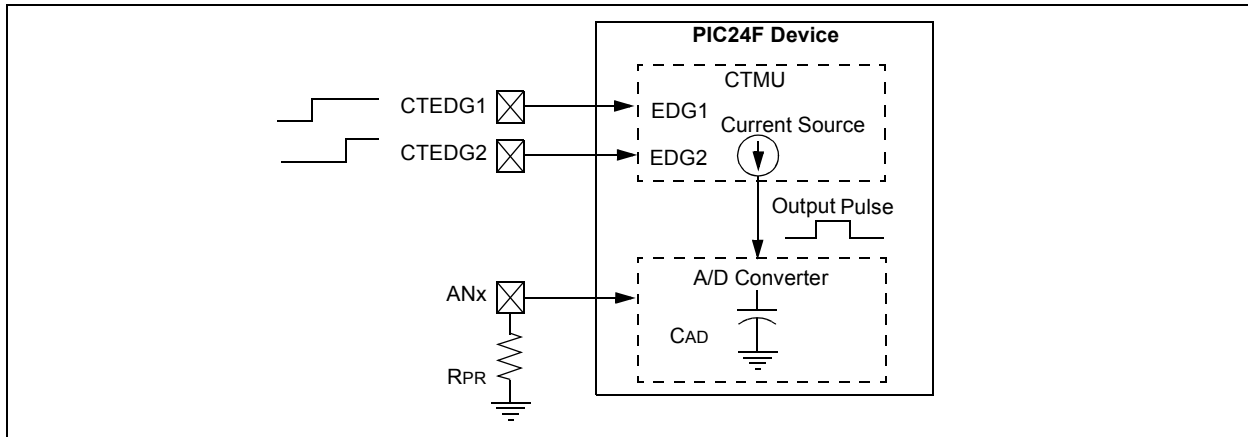 PIC24F Device
CTMU
CTEDG1
EDG1
Current Source
CTEDG2
EDG2
Output Pulse
A/D Converter
ANx
CAD
RPR